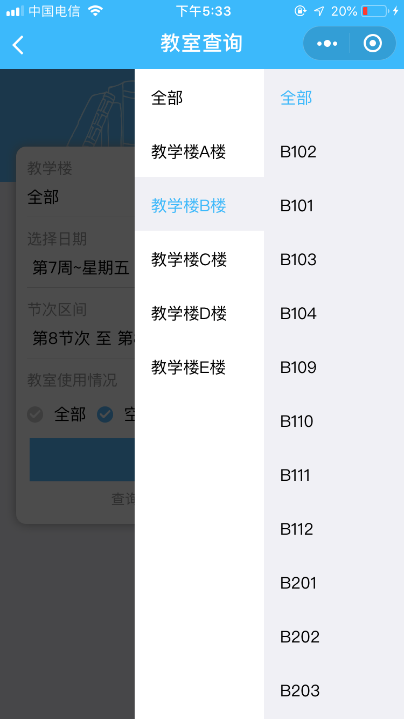 中国电信
下午5:33
20%
教室查询
教学楼
全部
选择日期
第7周~星期五
节次区间
第8节次 至 第
教室使用情况
全部
查询
全部
教学楼A楼
教学楼B楼
教学楼C楼
教学楼D楼
教学楼E楼
全部
B102
B101
B103
B104
B109
B110
B111
B112
B201
B202
B203